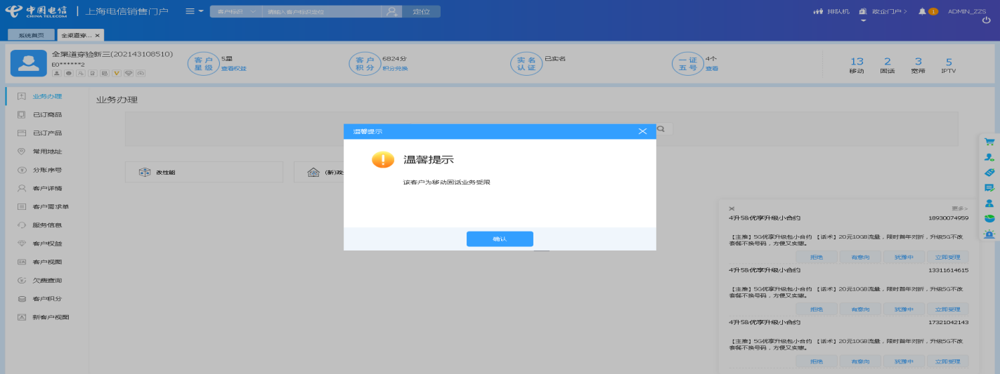 中国电信
CHINA TELECOM
上海电信销售门户
客户标识
请输入客户标识定位
定位
排队机
政企门户>
1
ADMIN_ZZS
系统首页
全渠道穿... ×
全渠道穿验新三(202143108510)
E0******2
客户星级
5星
查看权益
客户积分
6824分
积分兑换
实名认证
已实名
一证五号
4个
查看
13
移动
2
固话
3
宽带
5
IPTV
业务办理
已订商品
已订产品
常用地址
分账序号
客户详情
客户需求单
服务信息
客户权益
客户视图
欠费查询
客户积分
新客户视图
业务办理
改性能
(新)政
温馨提示
温馨提示
该客户为移动固话业务受限
确认
更多>
4升5&优享升级小合约
18930074959
【主推】5G优享升级包小合约 【话术】20元10GB流量，限时首年对折，升级5G不改
套餐不换号码，方便又实惠。
拒绝 有意向 犹豫中 立即受理
4升5&优享升级小合约
13311614615
【主推】5G优享升级包小合约 【话术】20元10GB流量，限时首年对折，升级5G不改
套餐不换号码，方便又实惠。
拒绝 有意向 犹豫中 立即受理
4升5&优享升级小合约
17321042143
【主推】5G优享升级包小合约 【话术】20元10GB流量，限时首年对折，升级5G不改
套餐不换号码，方便又实惠。
拒绝 有意向 犹豫中 立即受理